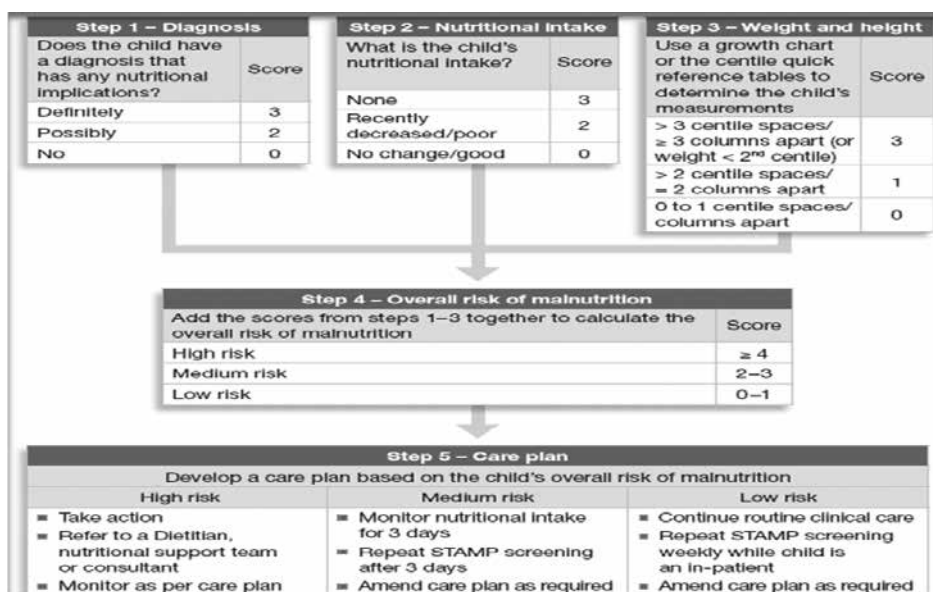 Step 1 – Diagnosis
Does the child have
a diagnosis that
has any nutritional
implications?
Score
Definitely 3
Possibly 2
No 0
Step 2 – Nutritional Intake
What is the child's
nutritional intake?
Score
None 3
Recently
decreased/poor 2
No change/good 0
Step 3 – Weight and height
Use a growth chart
or the centile quick
reference tables to
determine the child's
measurements
Score
> 3 centile spaces/
≥ 3 columns apart (or
weight < 2nd centile) 3
> 2 centile spaces/
= 2 columns apart 1
0 to 1 centile spaces/
columns apart 0
Step 4 – Overall risk of malnutrition
Add the scores from steps 1–3 together to calculate the
overall risk of malnutrition
Score
High risk ≥ 4
Medium risk 2–3
Low risk 0–1
Step 5 – Care plan
Develop a care plan based on the child's overall risk of malnutrition
High risk
Take action
Refer to a Dietitian,
nutritional support team
or consultant
Monitor as per care plan
Medium risk
Monitor nutritional intake
for 3 days
Repeat STAMP screening
after 3 days
Amend care plan as required
Low risk
Continue routine clinical care
Repeat STAMP screening
weekly while child is
an in-patient
Amend care plan as required